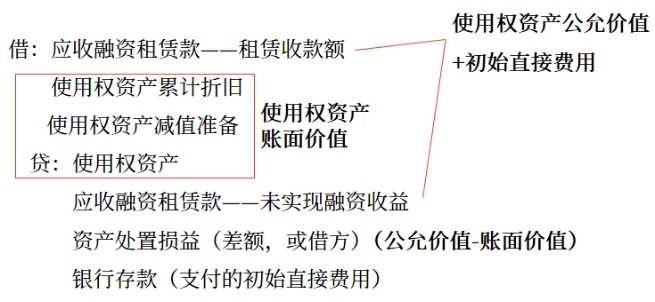 使用权资产公允价值
+初始直接费用
借：应收融资租赁款——租赁收款额
使用权资产累计折旧
使用权资产减值准备
使用权资产
账面价值
贷：使用权资产
应收融资租赁款——未实现融资收益
资产处置损益（差额，或借方）（公允价值-账面价值）
银行存款（支付的初始直接费用）